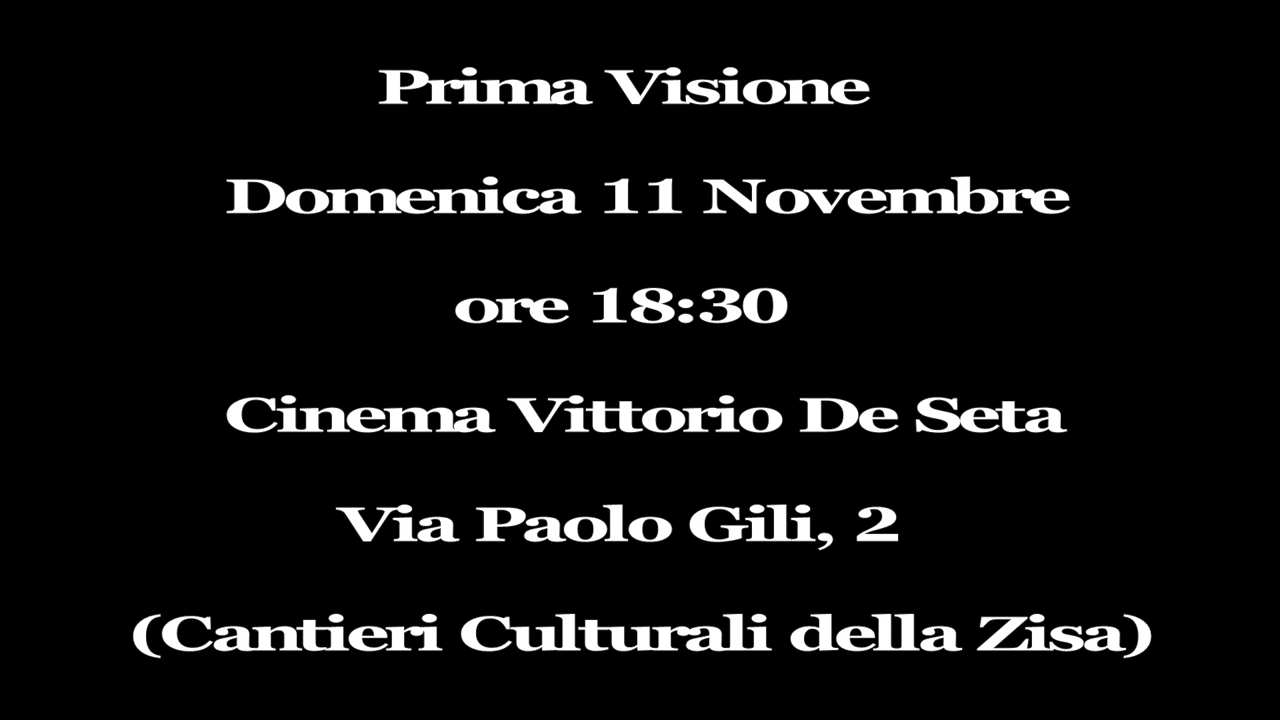 Prima Visione
Domenica 11 Novembre
ore 18:30
Cinema Vittorio De Seta
Via Paolo Gili, 2
(Cantieri Culturali della Zisa)